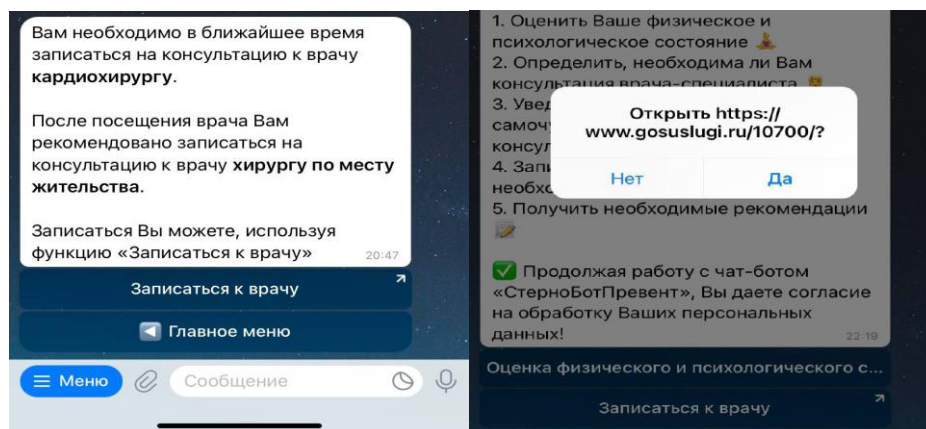 Вам необходимо в ближайшее время
записаться на консультацию к врачу
кардиохирургу.
После посещения врача Вам
рекомендовано записаться на
консультацию к врачу хирургу по месту
жительства.
Записаться Вы можете, используя
функцию «Записаться к врачу»
20:47
Записаться к врачу
Главное меню
Меню
Сообщение
1. Оценить Ваше физическое и
психологическое состояние
2. Определить, необходима ли Вам
консультация врача-специалиста
3. Увед
самоч
консул
4. Запи
необхо
5. Получить необходимые рекомендации
Открыть https://
www.gosuslugi.ru/10700/?
Нет
Да
Продолжая работу с чат-ботом
«СтерноБотПревент», Вы даете согласие
на обработку Ваших персональных
данных!
22:19
Оценка физического и психологического с...
Записаться к врачу